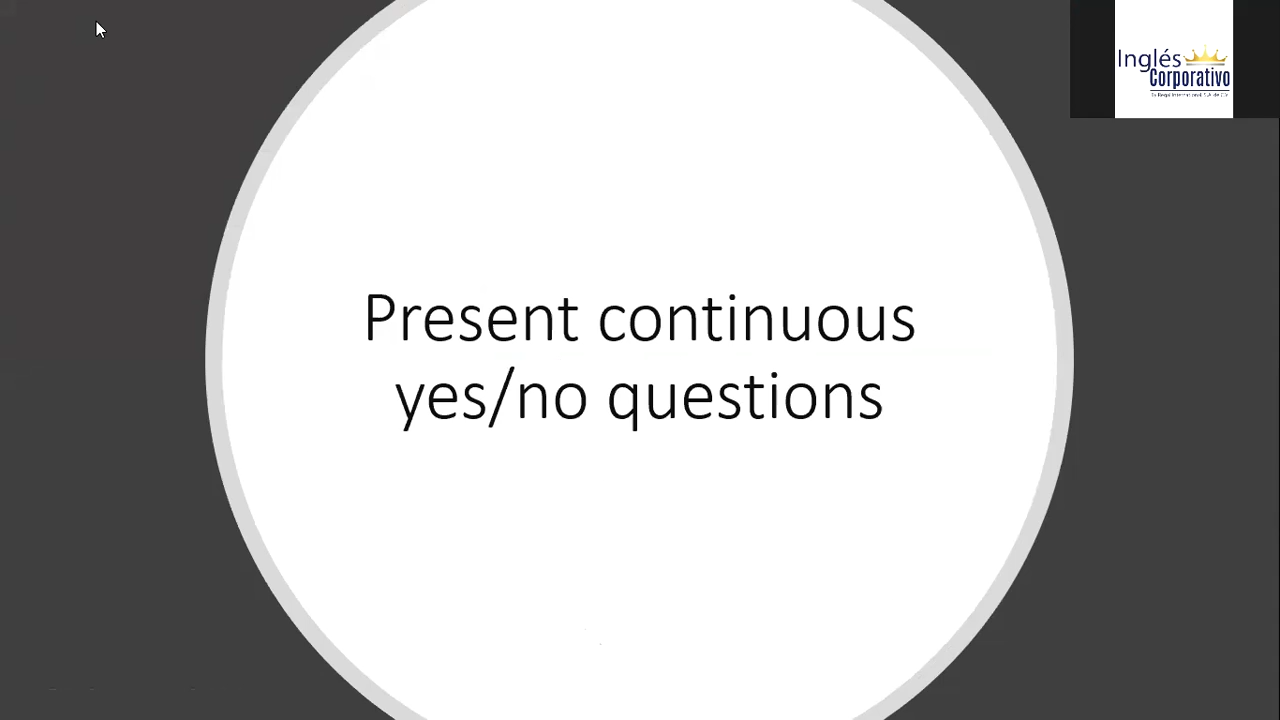 Inglés
Corporativo
Present continuous
yes/no questions